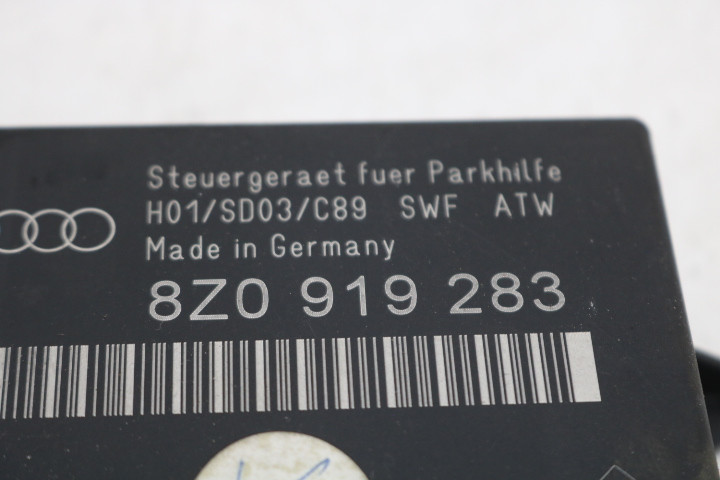 Steuergeraet fuer Parkhilfe
H01/SD03/C89 SWF ATW
Made in Germany
8Z0 919 283